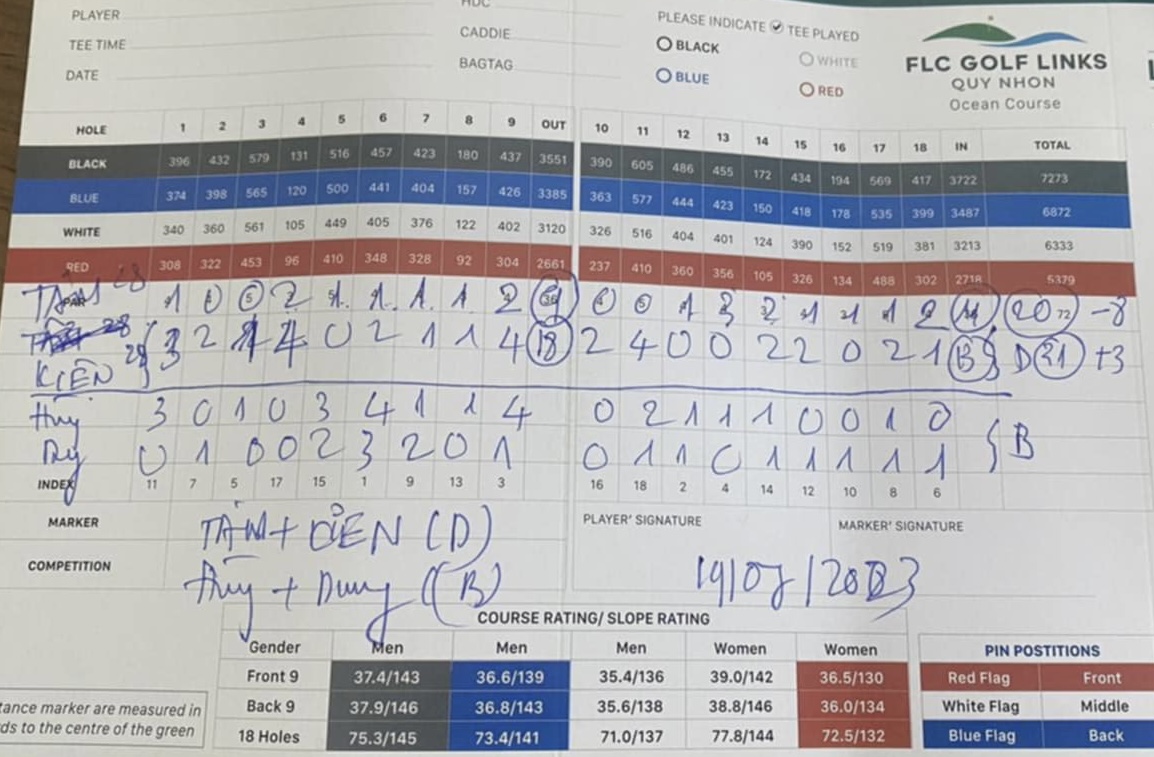 PLAYER
TEE TIME
DATE
HDC
CADDIE
BAGTAG
PLEASE INDICATE TEE PLAYED
BLACK
WHITE
BLUE
RED
FLC GOLF LINKS
QUY NHON
Ocean Course
HOLE 1 2 3 4 5 6 7 8 9 OUT 10 11 12 13 14 15 16 17 18 IN TOTAL
BLACK 396 432 579 131 516 457 423 180 437 3551 390 605 486 455 172 434 194 569 417 3722 7273
BLUE 374 398 565 120 500 441 404 157 426 3385 363 577 444 423 150 418 178 535 399 3487 6872
WHITE 340 360 561 105 449 405 376 122 402 3120 326 516 404 401 124 390 152 519 381 3213 6333
RED 308 322 453 96 410 348 328 92 304 2661 237 410 360 356 105 326 134 488 302 2718 5379
TÂM 28 1 0 2 1 1 1 1 2 0 0 1 3 2 1 1 1 2 20 72 -8
KIÊN 29 3 2 4 0 2 1 1 4 18 2 4 0 0 2 2 0 2 1 13 D 31 +3
Huy 3 0 1 0 3 4 1 1 4 0 2 1 1 1 0 0 1 0
Dg 0 1 0 0 2 3 2 0 1 0 1 1 0 1 1 1 1 1 B
INDEX 11 7 5 17 15 1 9 13 3 16 18 2 4 14 12 10 8 6
MARKER
PLAYER' SIGNATURE
MARKER' SIGNATURE
COMPETITION
TÂM + (D)
Huy + Dung (B)
COURSE RATING/ SLOPE RATING
Gender Men Men Men Women Women
Front 9 37.4/143 36.6/139 35.4/136 39.0/142 36.5/130
Back 9 37.9/146 36.8/143 35.6/138 38.8/146 36.0/134
18 Holes 75.3/145 73.4/141 71.0/137 77.8/144 72.5/132
PIN POSTITIONS
Red Flag Front
White Flag Middle
Blue Flag Back
tance marker are measured in
ds to the centre of the green